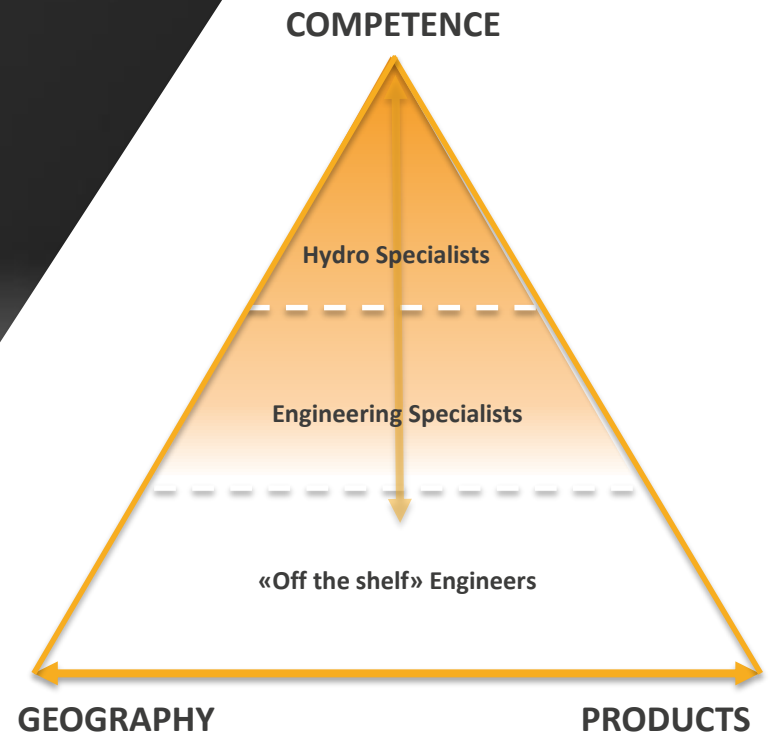 COMPETENCE
Hydro Specialists
Engineering Specialists
«Off the shelf» Engineers
GEOGRAPHY
PRODUCTS